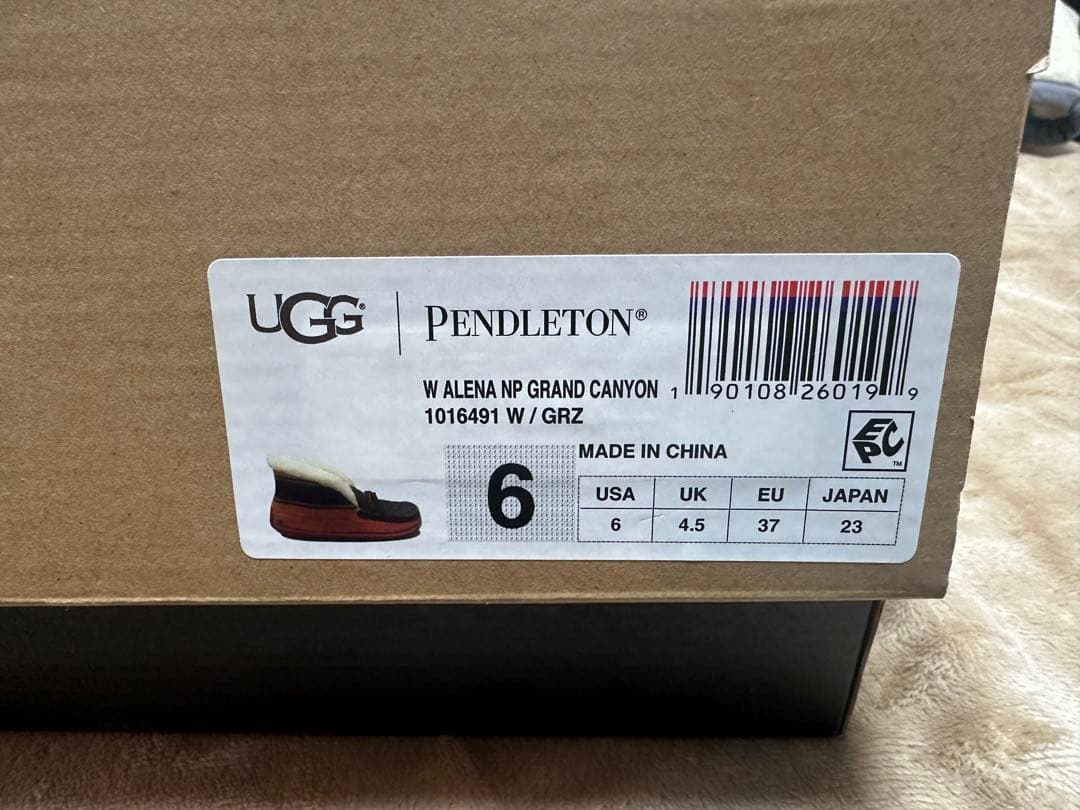 UGG® | PENDLETON®
W ALENA NP GRAND CANYON
1016491 W / GRZ
1 90108 26019 9
EPC™
MADE IN CHINA
6
USA UK EU JAPAN
6 4.5 37 23